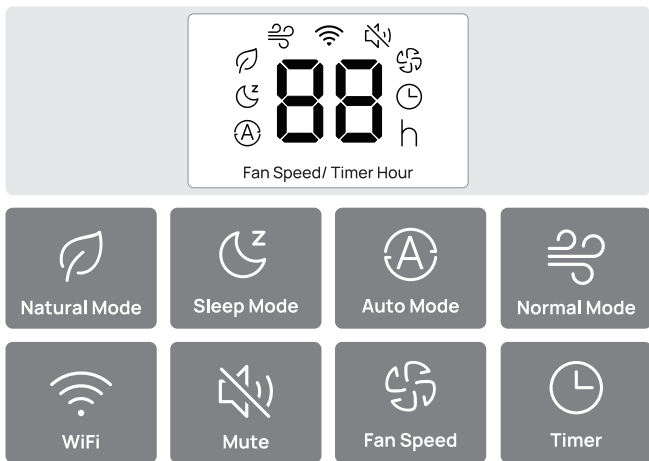 88
h
Fan Speed/ Timer Hour
Natural Mode
Sleep Mode
Auto Mode
Normal Mode
WiFi
Mute
Fan Speed
Timer